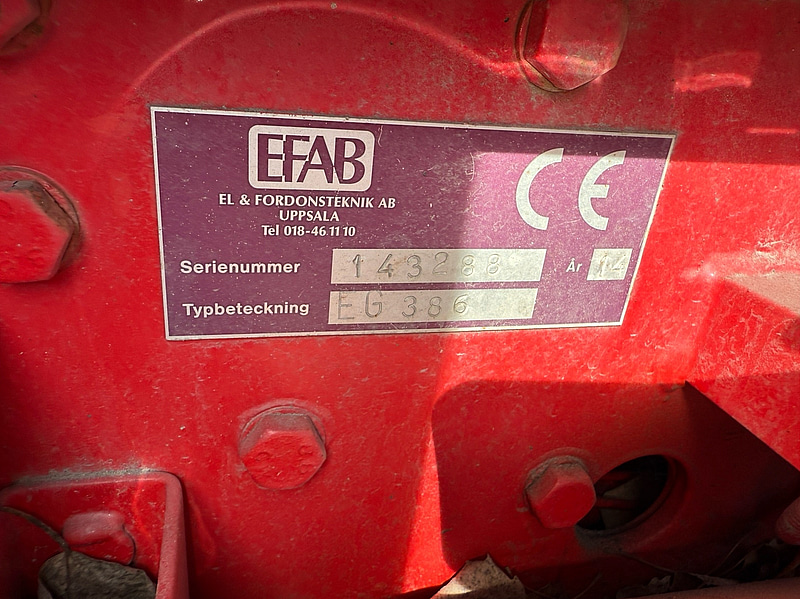 EFAB
EL & FORDONSTEKNIK AB
UPPSALA
Tel 018-46 11 10
CE
Serienummer 143288 År 14
Typbeteckning EG 386